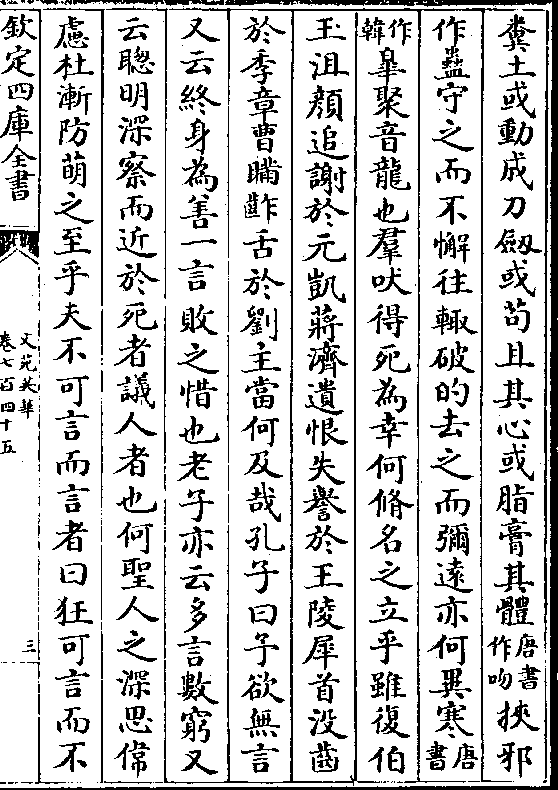 糞土或動成刀劔或苟且其心或脂膏其體唐書作吻挾邪
作蠱守之而不懈往輙破的去之而彌遠亦何異寒唐書
作韓臯聚音龍也羣吠得死為幸何脩名之立乎雖復伯
玉沮顔追謝於元凱蔣濟遺恨失譽於王陵犀首没齒
於季章曹瞞齚舌於劉主當何及哉孔子曰予欲無言
又云終身為善一言敗之惜也老子亦云多言數窮又
云聰明深察而近於死者議人者也何聖人之深思偹
慮杜漸防萌之至乎夫不可言而言者曰狂可言而不
欽定四庫全書
文苑英華
卷七百四十五
三